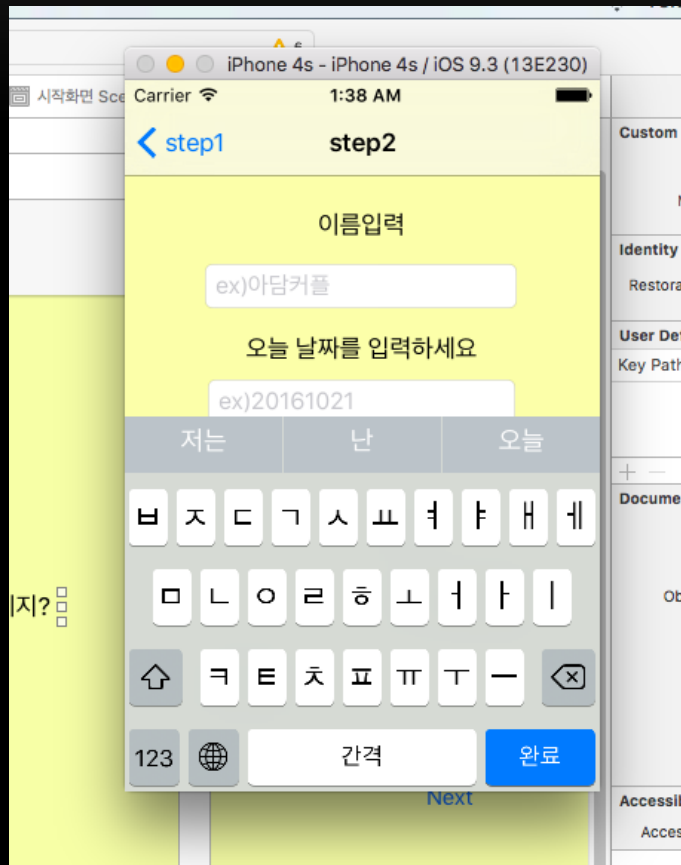 6
iPhone 4s - iPhone 4s / iOS 9.3 (13E230)
시작화면 Sce
Carrier 1:38 AM
step1 step2
Custom
이름입력
Identity
ex)아담커플
Restora
User De
오늘 날짜를 입력하세요
Key Path
ex)20161021
저는 난 오늘
+ −
Docume
ㅂ ㅈ ㄷ ㄱ ㅅ ㅛ ㅕ ㅑ ㅐ ㅔ
ㅁ ㄴ ㅇ ㄹ ㅎ ㅗ ㅓ ㅏ ㅣ
Ob
지?
ㅋ ㅌ ㅊ ㅍ ㅠ ㅜ ㅡ
123 간격 완료
Next
Accessib
Acces